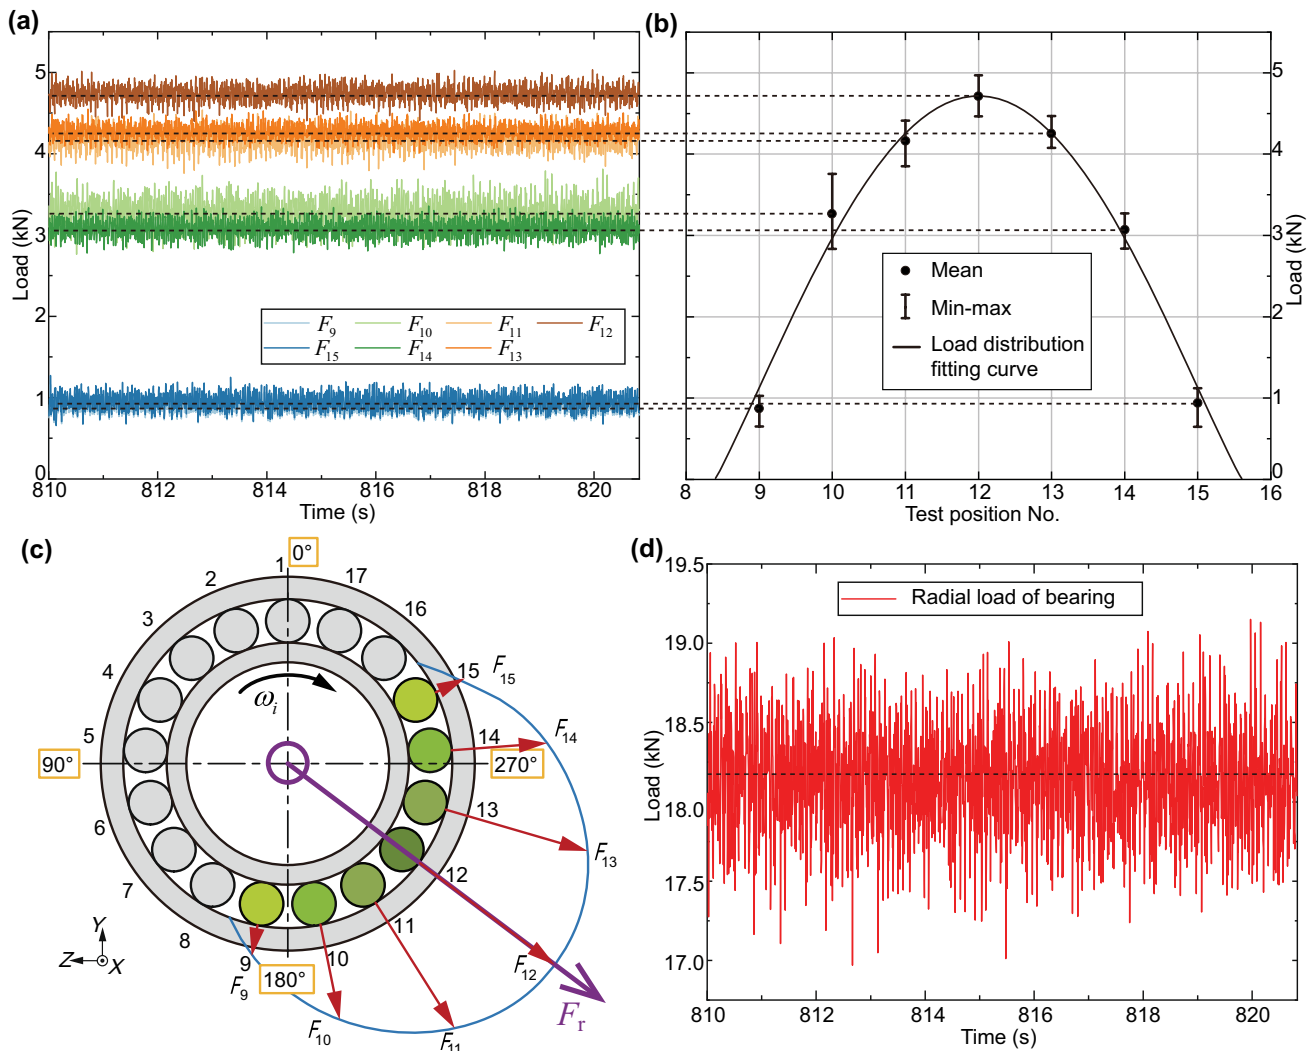 (a)
5
4
3
2
1
0
Load (kN)
F9 F10 F11 F12
F15 F14 F13
810 812 814 816 818 820
Time (s)
(b)
5
4
3
2
1
0
Load (kN)
Mean
Min-max
Load distribution
fitting curve
8 9 10 11 12 13 14 15 16
Test position No.
(c)
0°
1
2
3
4
5
6
7
8
9
10
11
12
13
14
15
16
17
90°
180°
270°
ωi
F15
F14
F13
F12
F11
F10
F9
Fr
Y
Z
X
(d)
19.5
19.0
18.5
18.0
17.5
17.0
Load (kN)
Radial load of bearing
810 812 814 816 818 820
Time (s)